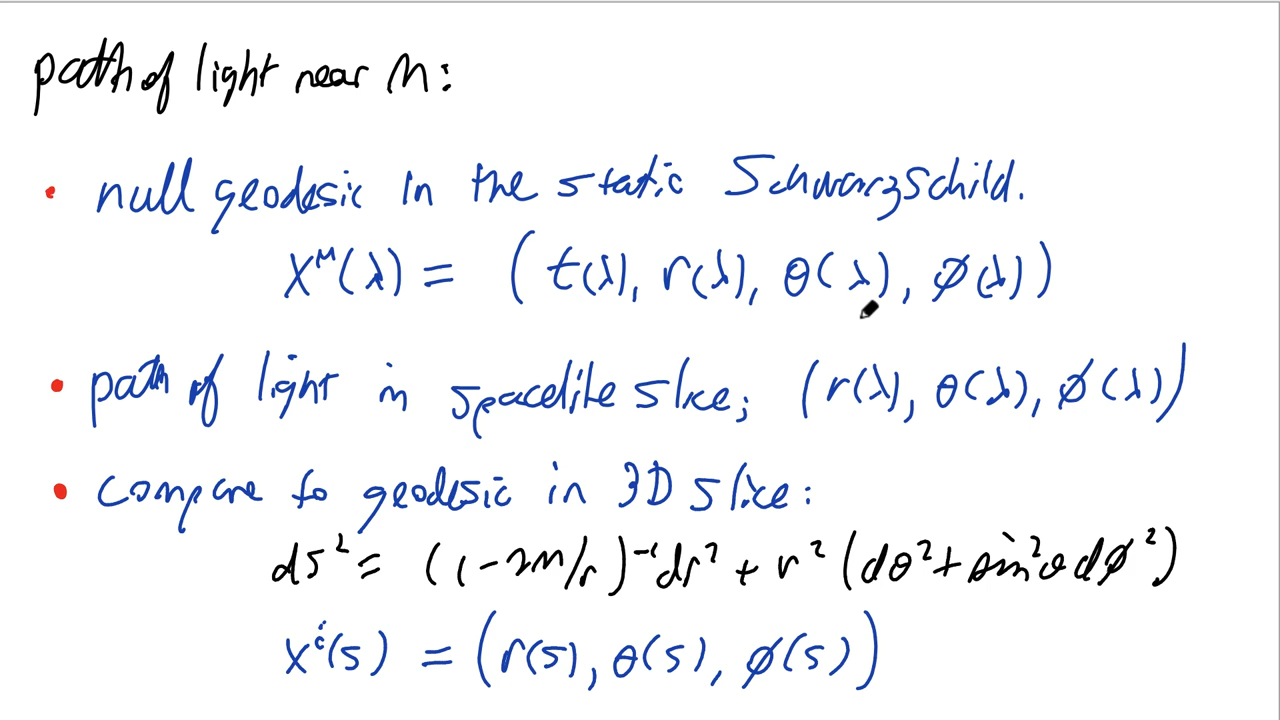 path of light near M:
• null geodesic in the static Schwarzschild.
x^μ(λ) = (t(λ), r(λ), θ(λ), φ(λ))
• path of light in spacelike slice; (r(λ), θ(λ), φ(λ))
• compare to geodesic in 3D slice:
ds² = (1-2M/r)⁻¹dr² + r²(dθ²+sin²θdφ²)
x^i(s) = (r(s), θ(s), φ(s))